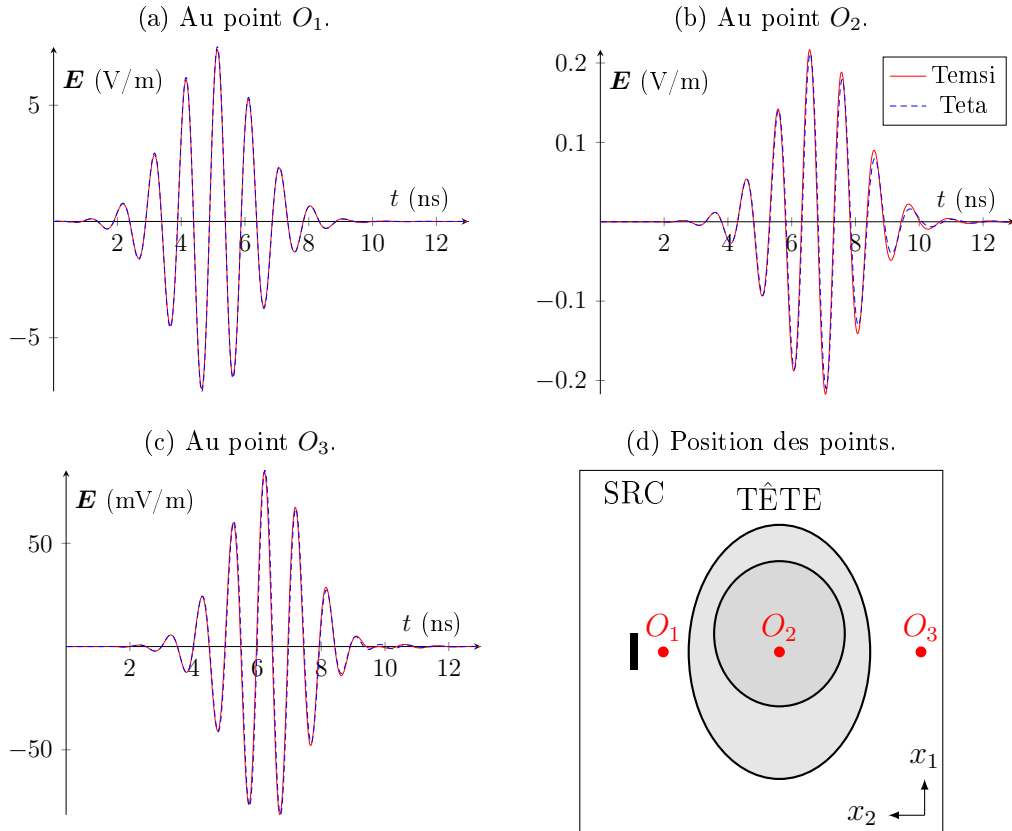 (a) Au point O₁.
E (V/m)
5
−5
t (ns)
2 4 6 8 10 12
(b) Au point O₂.
E (V/m)
0.2
0.1
−0.1
−0.2
Temsi
Teta
t (ns)
2 4 6 8 10 12
(c) Au point O₃.
E (mV/m)
50
−50
t (ns)
2 4 6 8 10 12
(d) Position des points.
SRC
TÊTE
O₁ O₂ O₃
x₁
x₂